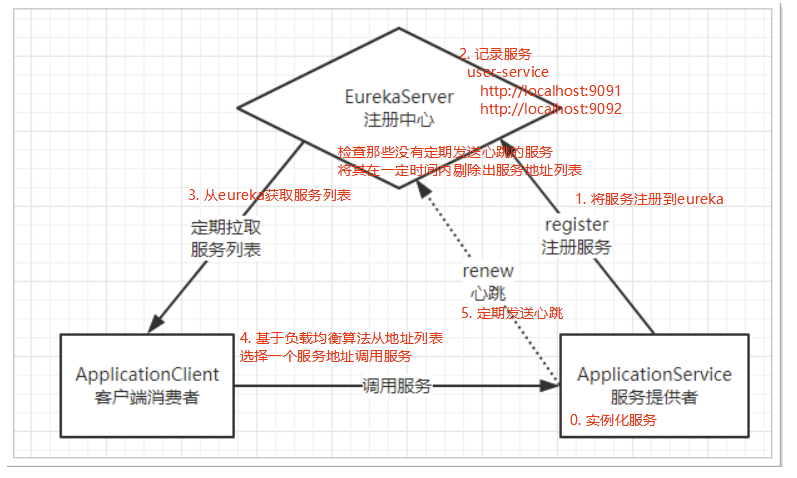 2. 记录服务
user-service
http://localhost:9091
http://localhost:9092
EurekaServer
注册中心
检查那些没有定期发送心跳的服务
将其在一定时间内剔除出服务地址列表
3. 从eureka获取服务列表
1. 将服务注册到eureka
定期拉取
服务列表
register
注册服务
renew
心跳
5. 定期发送心跳
4. 基于负载均衡算法从地址列表
选择一个服务地址调用服务
ApplicationClient
客户端消费者
调用服务
ApplicationService
服务提供者
0. 实例化服务